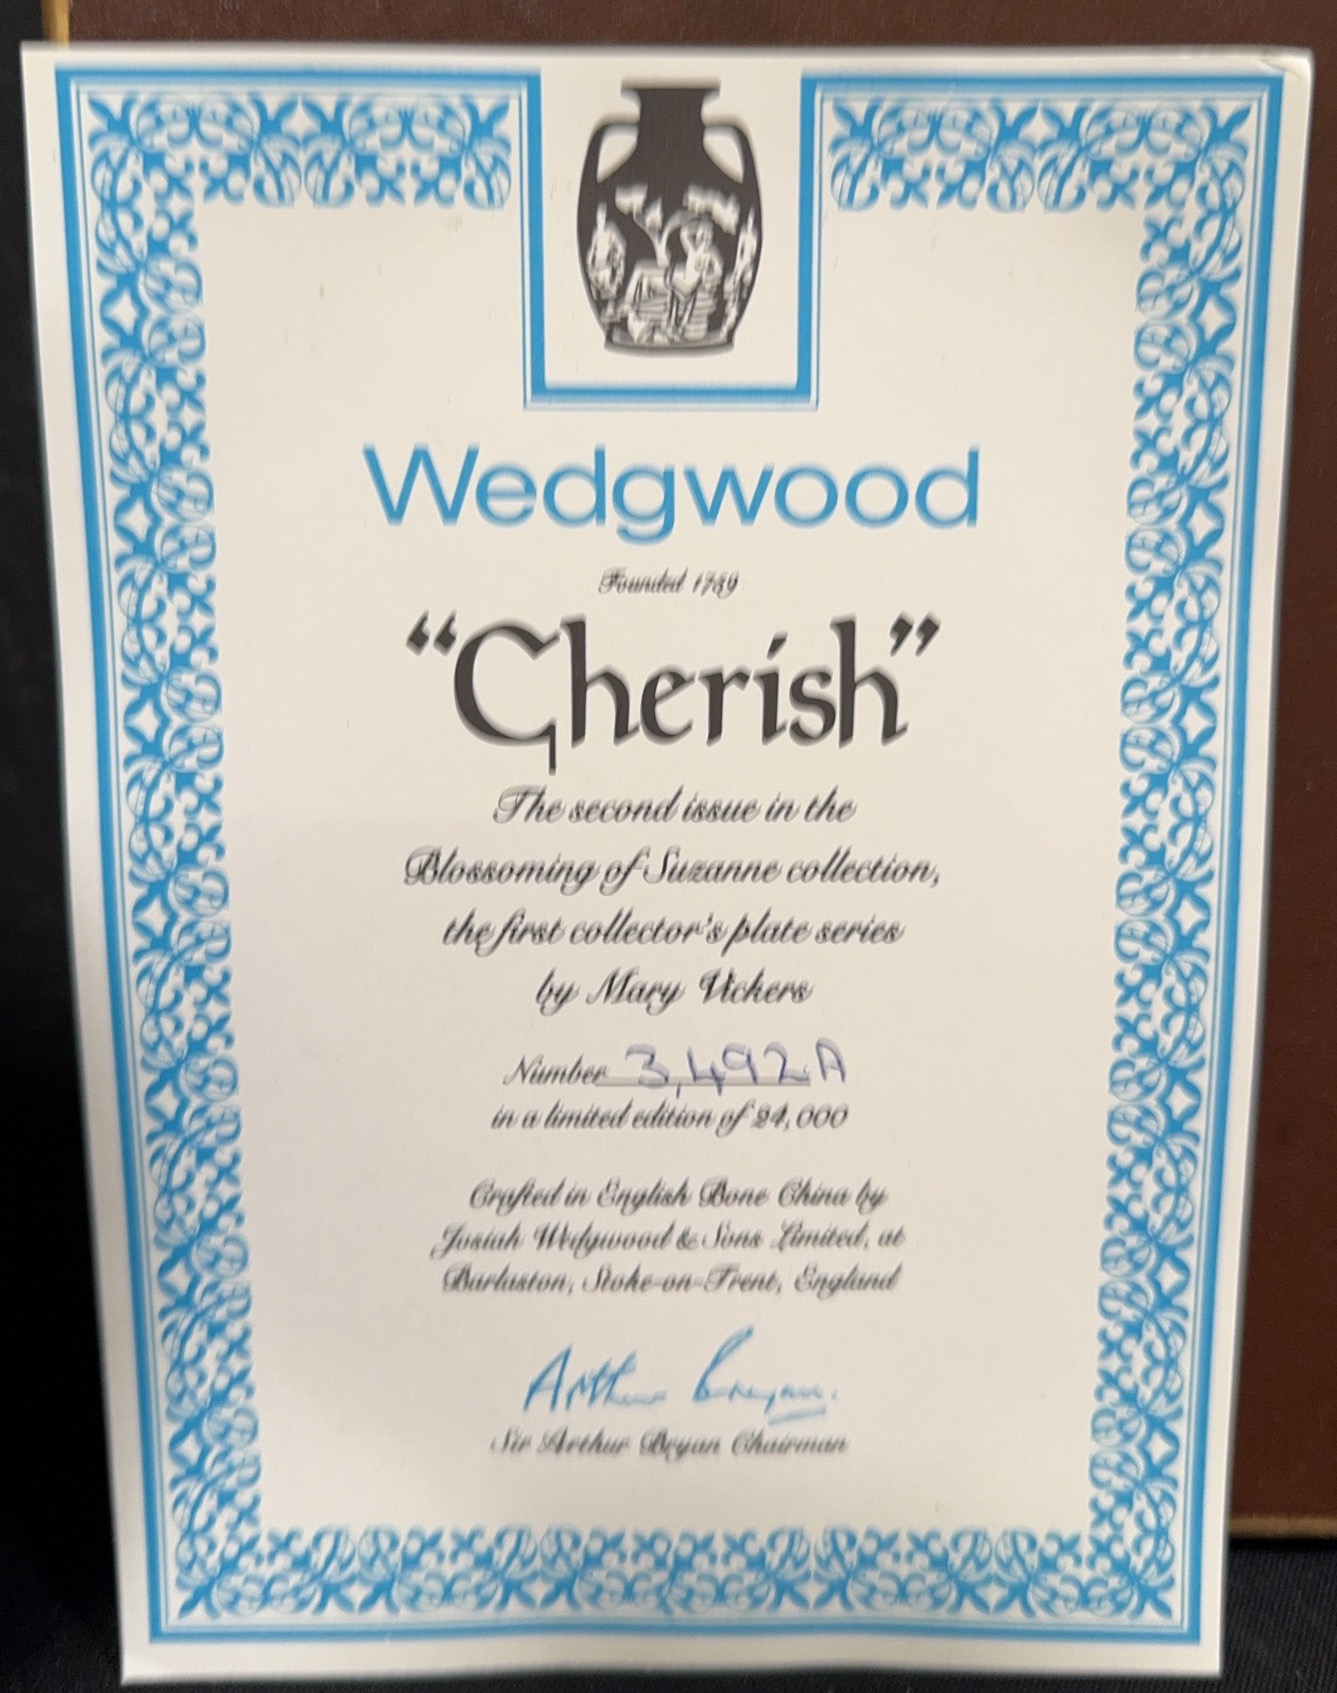 Wedgwood
Founded 1759
“Cherish”
The second issue in the
Blossoming of Suzanne collection,
the first collector's plate series
by Mary Vickers
Number 3,492A
in a limited edition of 24,000
Crafted in English Bone China by
Josiah Wedgwood & Sons Limited, at
Barlaston, Stoke-on-Trent, England
Arthur Bryan.
Sir Arthur Bryan Chairman